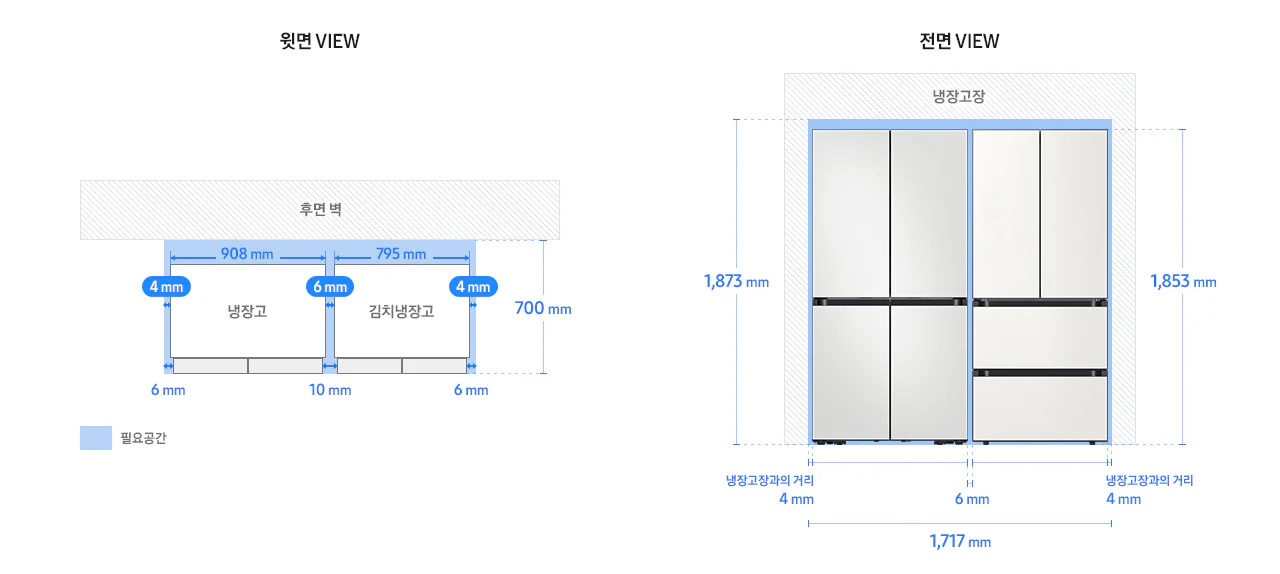 윗면 VIEW
후면 벽
908 mm
795 mm
4 mm
6 mm
4 mm
냉장고
김치냉장고
700 mm
6 mm
10 mm
6 mm
필요공간
전면 VIEW
냉장고장
1,873 mm
1,853 mm
냉장고장과의 거리
4 mm
6 mm
냉장고장과의 거리
4 mm
1,717 mm